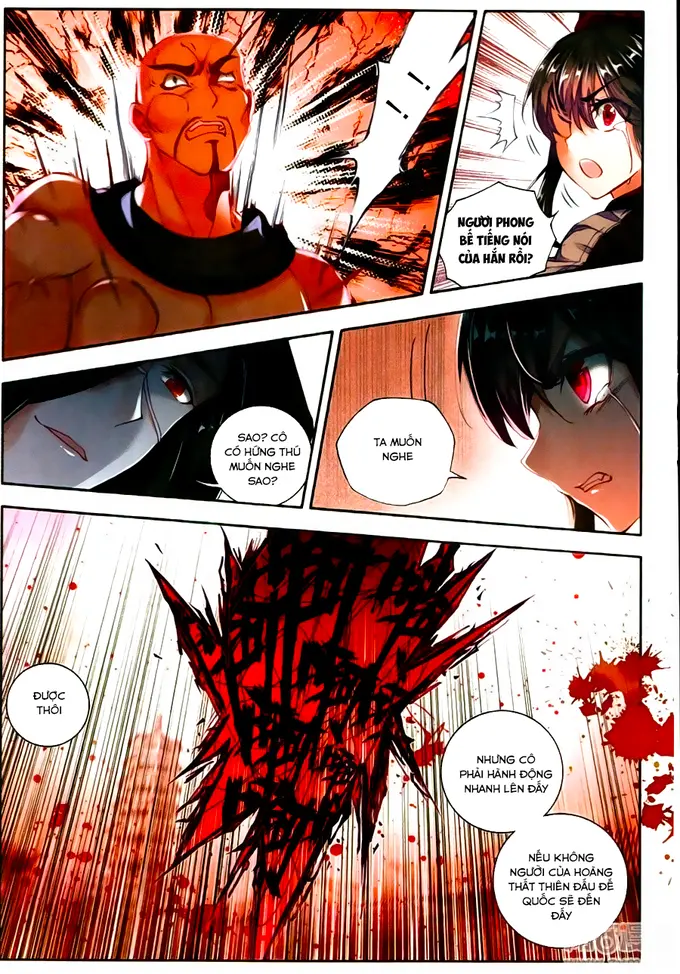 ! !
NGƯỜI PHONG
BẾ TIẾNG NÓI
CỦA HẮN RỒI?
SAO? CÔ
CÓ HỨNG THÚ
MUỐN NGHE
SAO?
TA MUỐN
NGHE
ĐƯỢC
THÔI
NHƯNG CÔ
PHẢI HÀNH ĐỘNG
NHANH LÊN ĐẤY
NẾU KHÔNG
NGƯỜI CỦA HOÀNG
THẤT THIÊN ĐẤU ĐẾ
QUỐC SẼ ĐẾN
ĐẤY